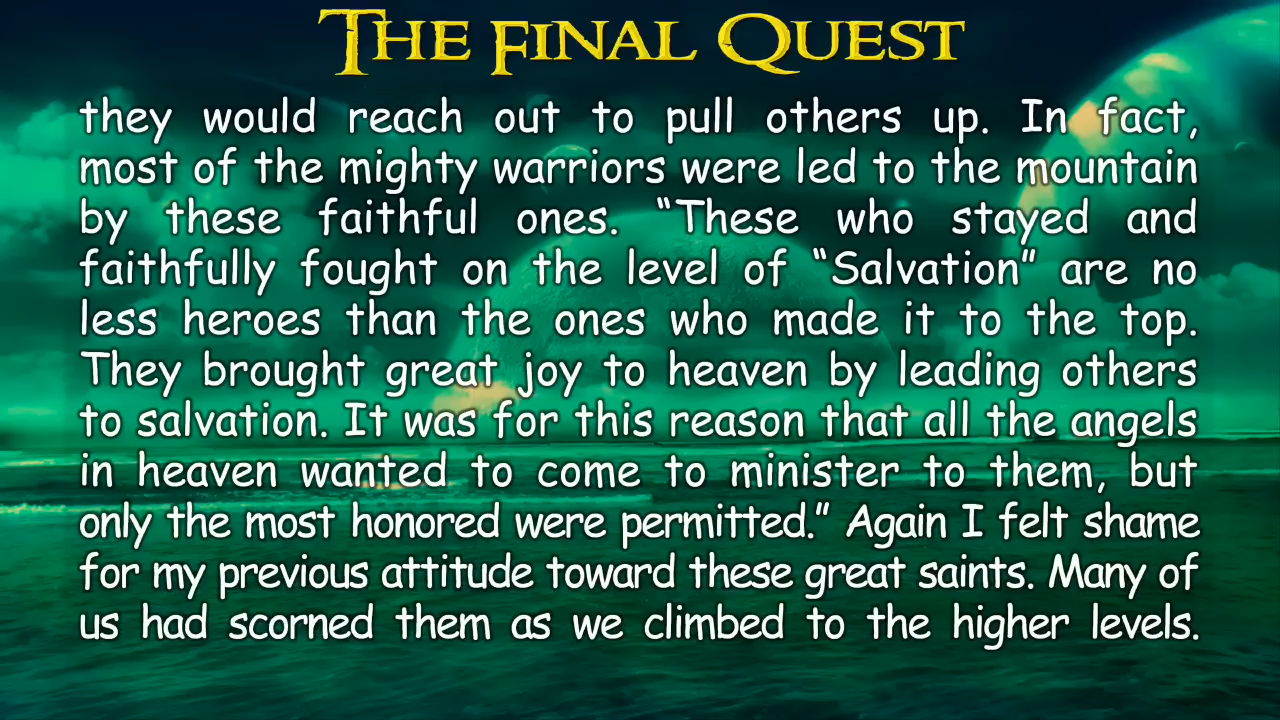 The Final Quest
they would reach out to pull others up. In fact,
most of the mighty warriors were led to the mountain
by these faithful ones. “These who stayed and
faithfully fought on the level of “Salvation” are no
less heroes than the ones who made it to the top.
They brought great joy to heaven by leading others
to salvation. It was for this reason that all the angels
in heaven wanted to come to minister to them, but
only the most honored were permitted.” Again I felt shame
for my previous attitude toward these great saints. Many of
us had scorned them as we climbed to the higher levels.